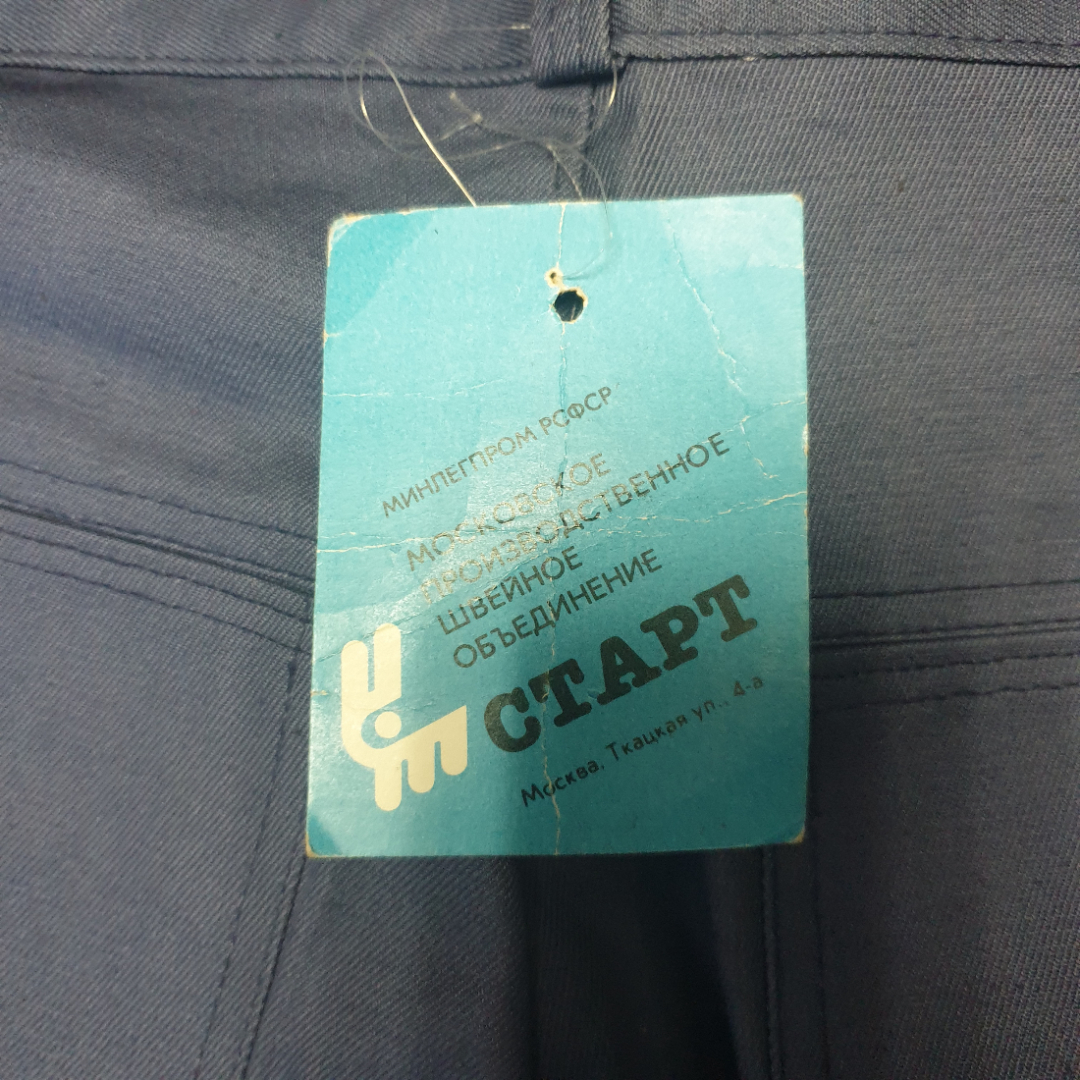 МИНЛЕГПРОМ РСФСР
МОСКОВСКОЕ
ПРОИЗВОДСТВЕННОЕ
ШВЕЙНОЕ
ОБЪЕДИНЕНИЕ
СТАРТ
Москва, Ткацкая ул., 4-а